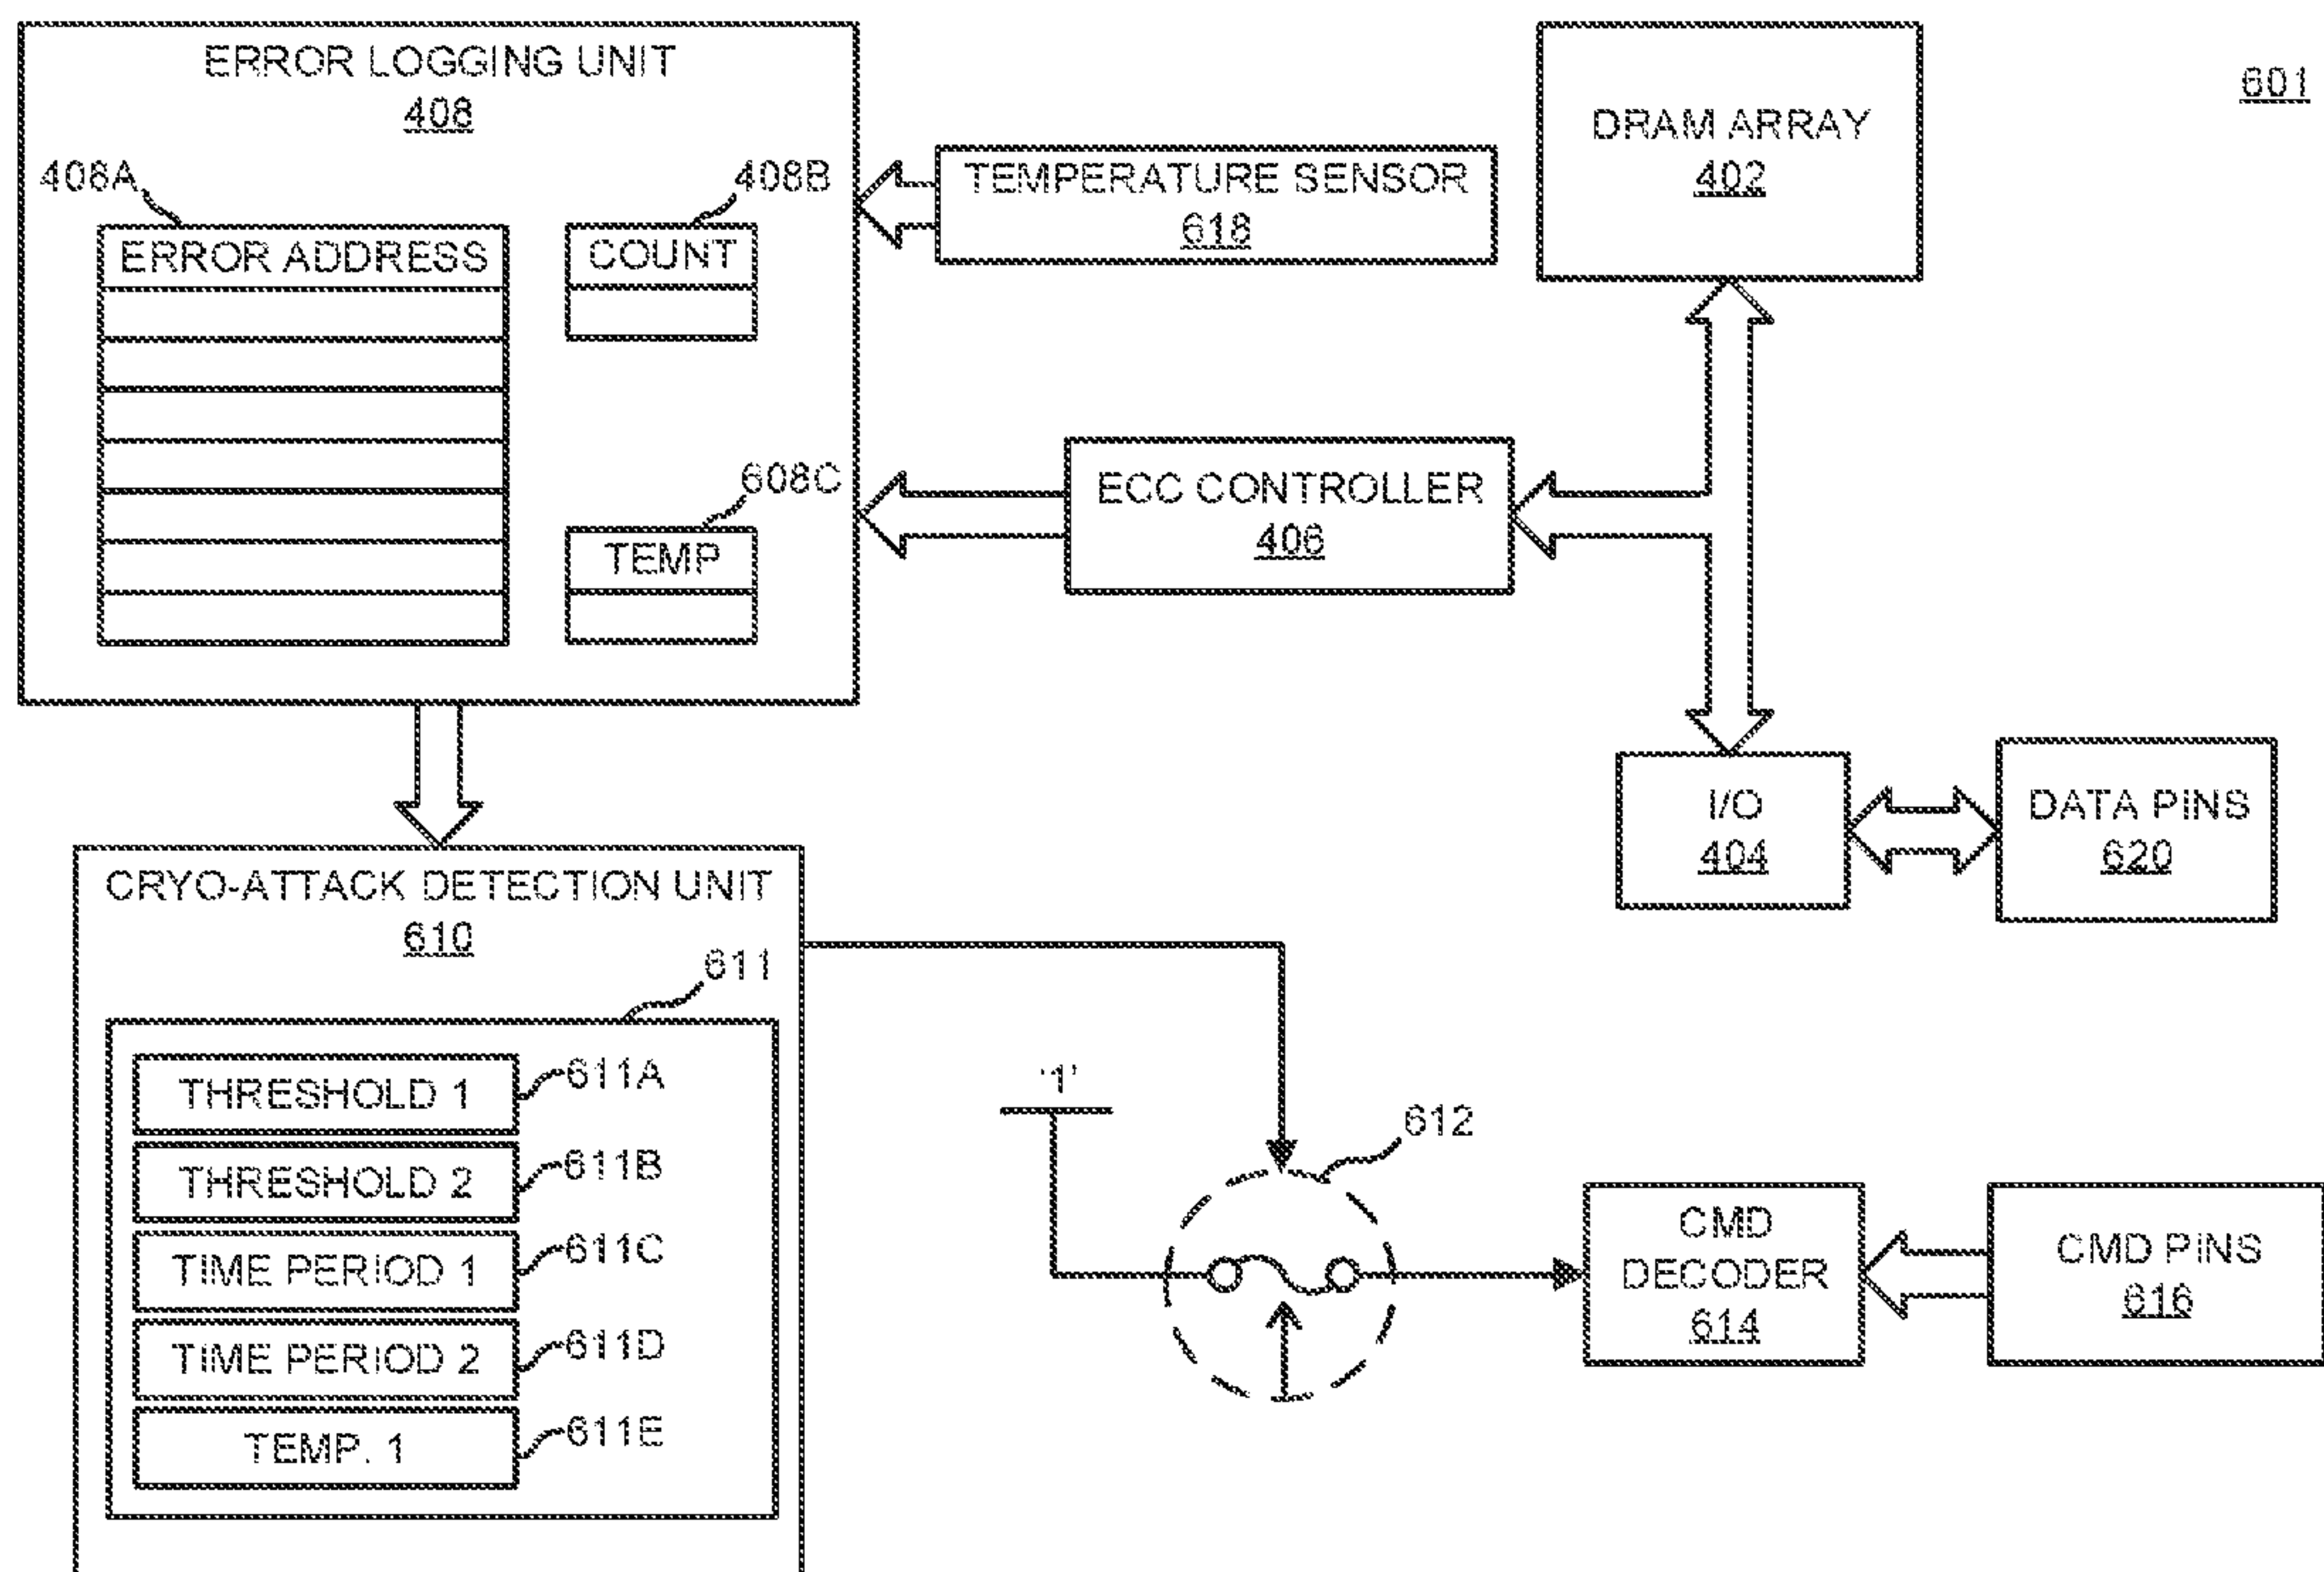 ERROR LOGGING UNIT
408
408A
ERROR ADDRESS
408B
COUNT
608C
TEMP
TEMPERATURE SENSOR
618
DRAM ARRAY
402
601
ECC CONTROLLER
406
I/O
404
DATA PINS
620
CRYO-ATTACK DETECTION UNIT
610
611
THRESHOLD 1
611A
THRESHOLD 2
611B
TIME PERIOD 1
611C
TIME PERIOD 2
611D
TEMP. 1
611E
'1'
612
CMD
DECODER
614
CMD PINS
616